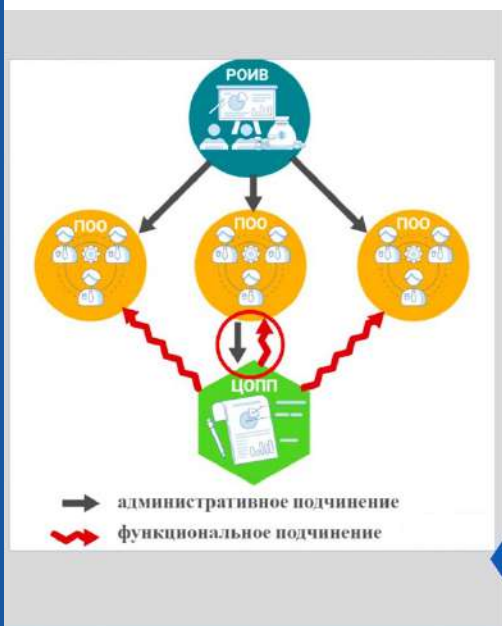 РОИВ
ПОО ПОО ПОО
ЦОПП
административное подчинение
функциональное подчинение